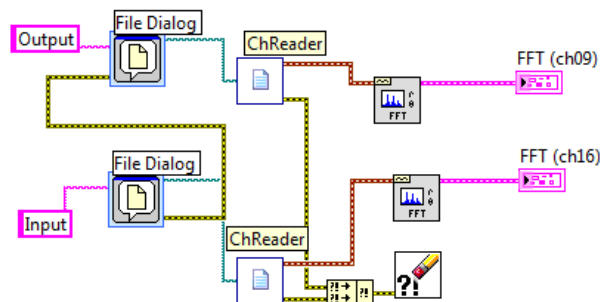 File Dialog
Output
ChReader
FFT (ch09)
r
θ
FFT
File Dialog
FFT (ch16)
r
θ
FFT
Input
ChReader
?!
?!
?!
?!